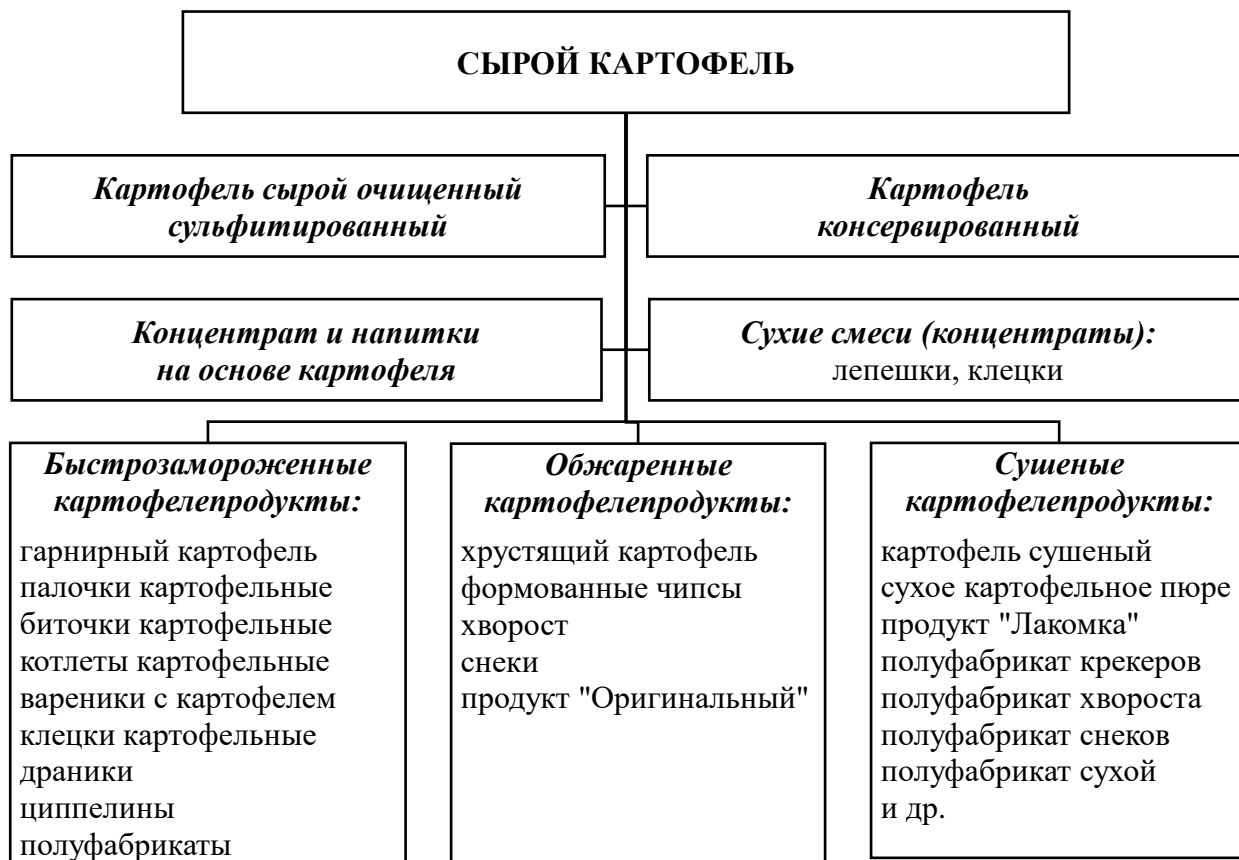 СЫРОЙ КАРТОФЕЛЬ
Картофель сырой очищенный
сульфитированный
Картофель
консервированный
Концентрат и напитки
на основе картофеля
Сухие смеси (концентраты):
лепешки, клецки
Быстрозамороженные
картофелепродукты:
гарнирный картофель
палочки картофельные
биточки картофельные
котлеты картофельные
вареники с картофелем
клецки картофельные
драники
циппелины
полуфабрикаты
Обжаренные
картофелепродукты:
хрустящий картофель
формованные чипсы
хворост
снеки
продукт "Оригинальный"
Сушеные
картофелепродукты:
картофель сушеный
сухое картофельное пюре
продукт "Лакомка"
полуфабрикат крекеров
полуфабрикат хвороста
полуфабрикат снеков
полуфабрикат сухой
и др.